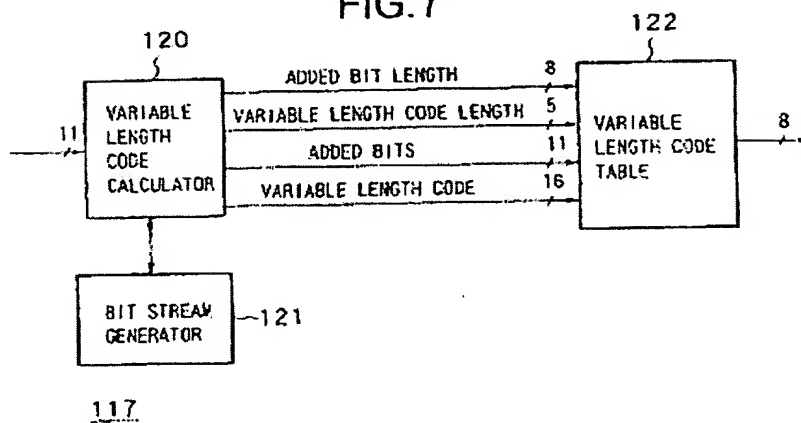 FIG.7
120
122
VARIABLE
LENGTH
CODE
CALCULATOR
11
ADDED BIT LENGTH
8
VARIABLE LENGTH CODE LENGTH
5
ADDED BITS
11
VARIABLE LENGTH CODE
16
VARIABLE
LENGTH CODE
TABLE
8
BIT STREAM
GENERATOR
121
117